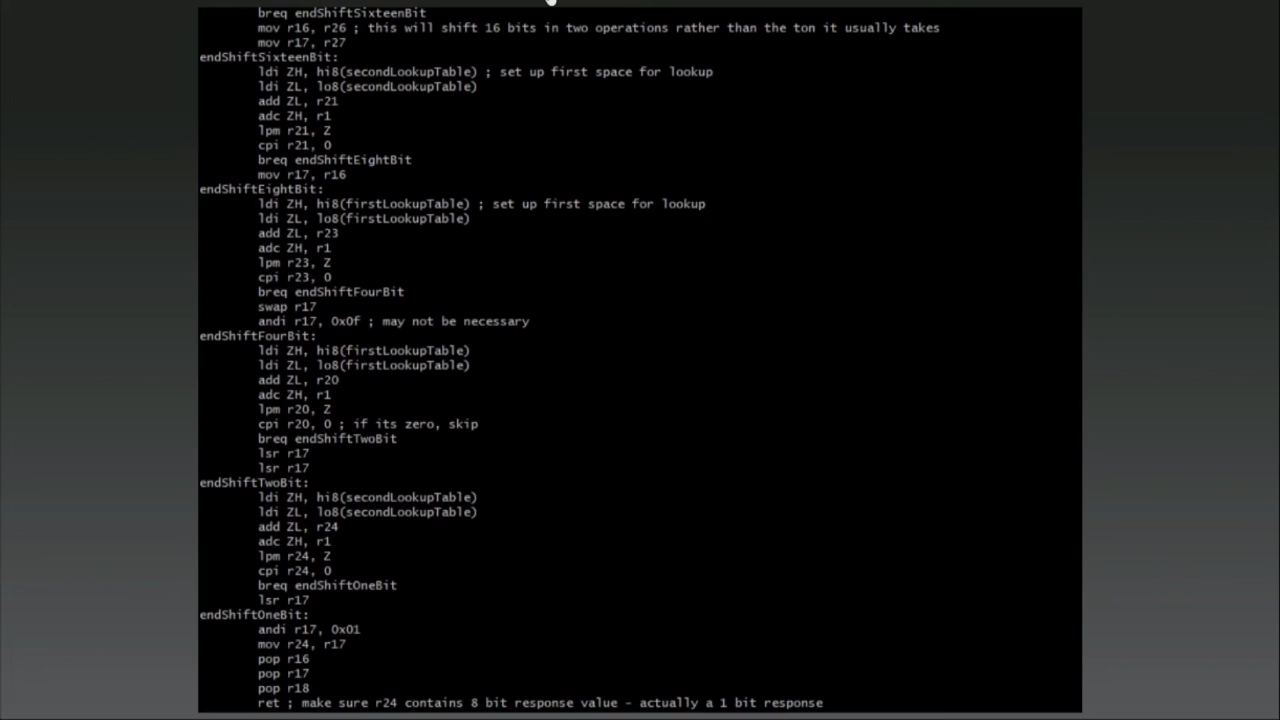 breq endShiftSixteenBit
mov r16, r26 ; this will shift 16 bits in two operations rather than the ton it usually takes
mov r17, r27
endShiftSixteenBit:
ldi ZH, hi8(secondLookupTable) ; set up first space for lookup
ldi ZL, lo8(secondLookupTable)
add ZL, r21
adc ZH, r1
lpm r21, Z
cpi r21, 0
breq endShiftEightBit
mov r17, r16
endShiftEightBit:
ldi ZH, hi8(firstLookupTable) ; set up first space for lookup
ldi ZL, lo8(firstLookupTable)
add ZL, r23
adc ZH, r1
lpm r23, Z
cpi r23, 0
breq endShiftFourBit
swap r17
andi r17, 0x0f ; may not be necessary
endShiftFourBit:
ldi ZH, hi8(firstLookupTable)
ldi ZL, lo8(firstLookupTable)
add ZL, r20
adc ZH, r1
lpm r20, Z
cpi r20, 0 ; if its zero, skip
breq endShiftTwoBit
lsr r17
lsr r17
endShiftTwoBit:
ldi ZH, hi8(secondLookupTable)
ldi ZL, lo8(secondLookupTable)
add ZL, r24
adc ZH, r1
lpm r24, Z
cpi r24, 0
breq endShiftOneBit
lsr r17
endShiftOneBit:
andi r17, 0x01
mov r24, r17
pop r16
pop r17
pop r18
ret ; make sure r24 contains 8 bit response value - actually a 1 bit response